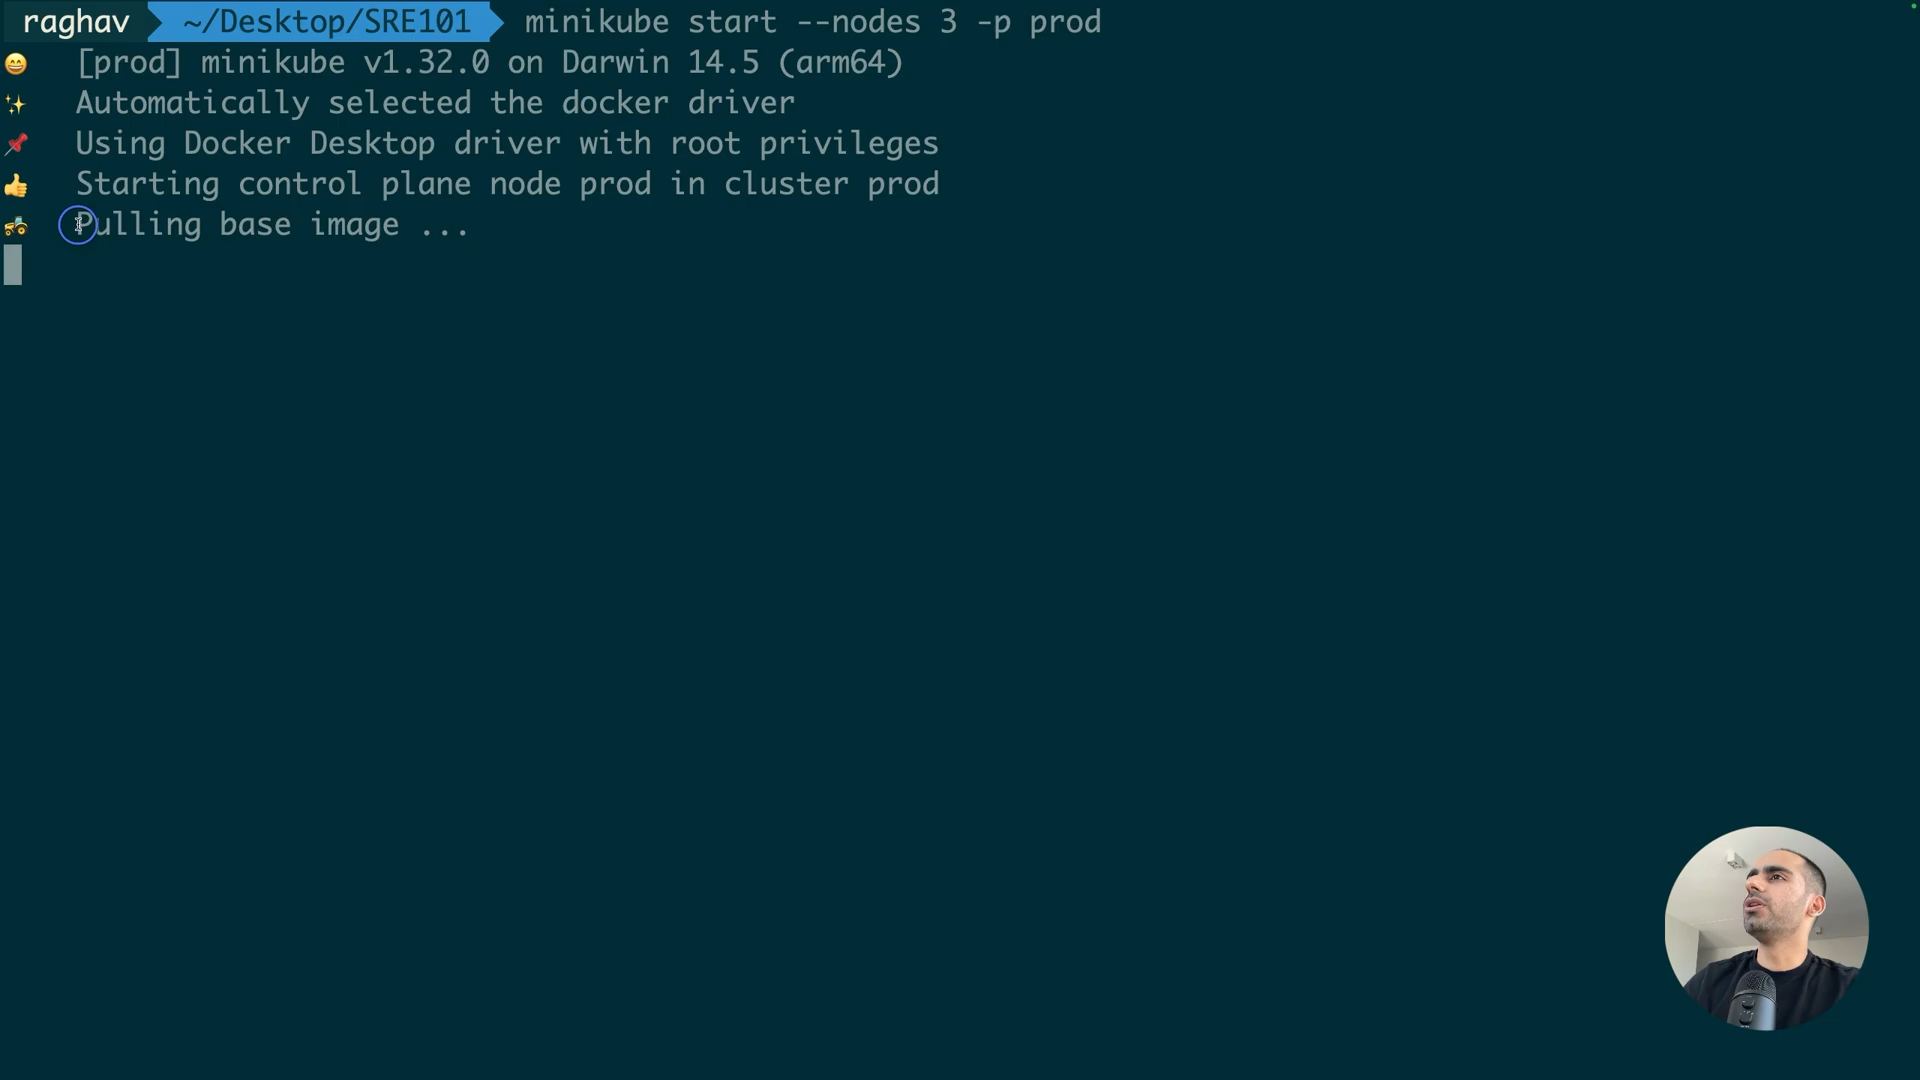 raghav ~/Desktop/SRE101 minikube start --nodes 3 -p prod
😄 [prod] minikube v1.32.0 on Darwin 14.5 (arm64)
✨ Automatically selected the docker driver
📌 Using Docker Desktop driver with root privileges
👍 Starting control plane node prod in cluster prod
🚜 Pulling base image ...